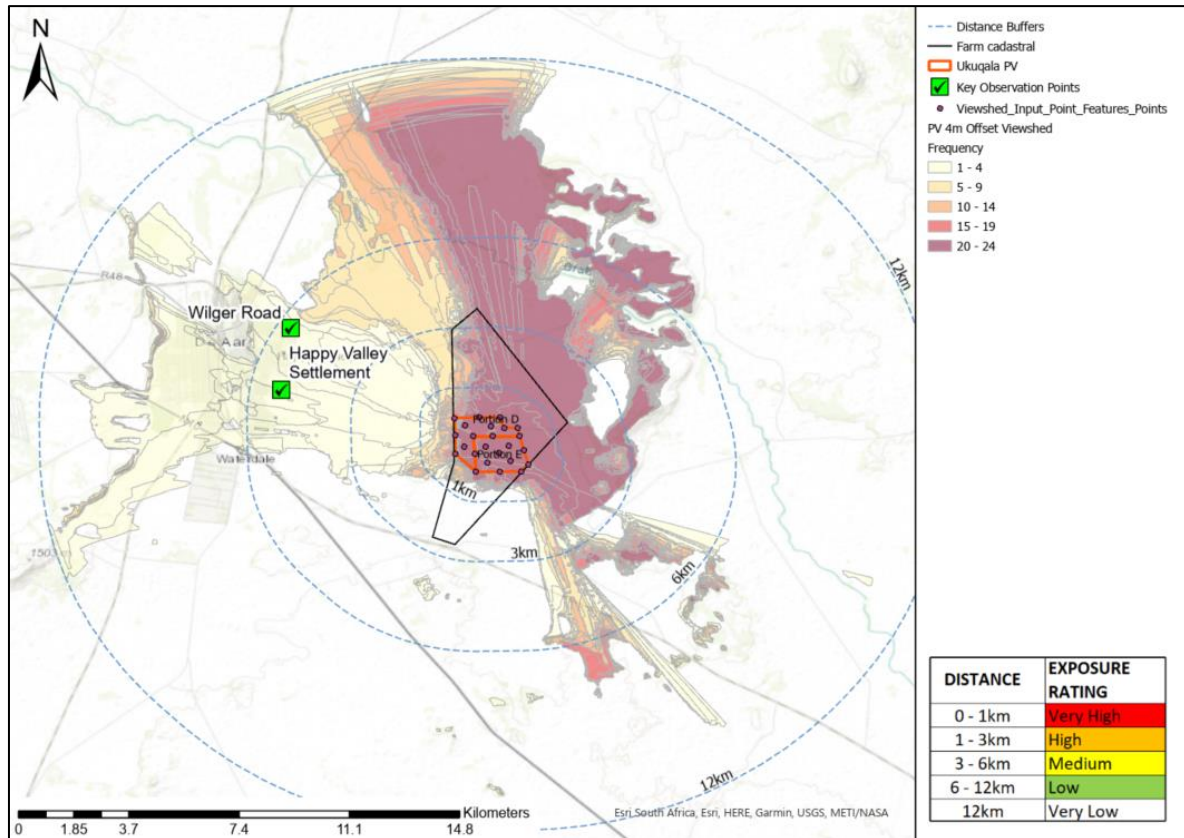 N
Wilger Road
R48
De Aar
Happy Valley
Settlement
Waterdale
Brak
12km
Portion D
Portion E
1km
3km
6km
1503 m
12km
Kilometers
0 1.85 3.7 7.4 11.1 14.8
Esri South Africa, Esri, HERE, Garmin, USGS, METI/NASA
Distance Buffers
Farm cadastral
Ukuqala PV
Key Observation Points
Viewshed_Input_Point_Features_Points
PV 4m Offset Viewshed
Frequency
1 - 4
5 - 9
10 - 14
15 - 19
20 - 24
DISTANCE EXPOSURE
RATING
0 - 1km Very High
1 - 3km High
3 - 6km Medium
6 - 12km Low
12km Very Low